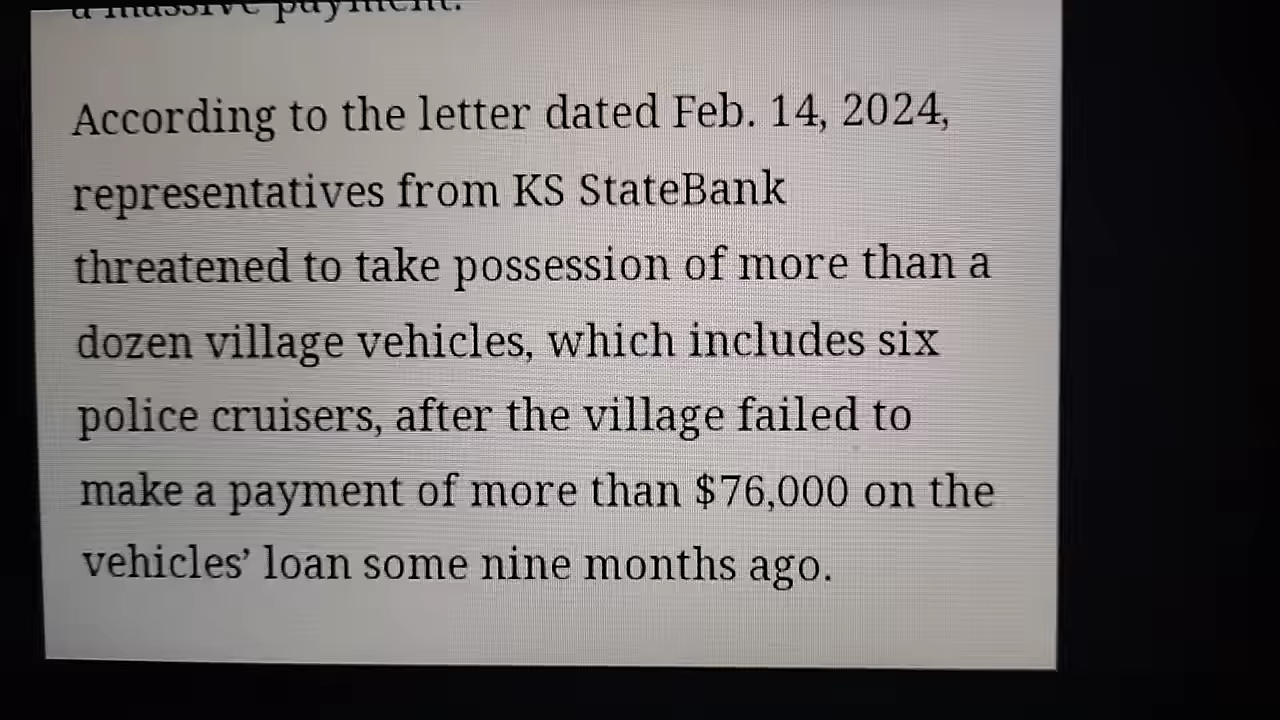 a massive payment.
According to the letter dated Feb. 14, 2024,
representatives from KS StateBank
threatened to take possession of more than a
dozen village vehicles, which includes six
police cruisers, after the village failed to
make a payment of more than $76,000 on the
vehicles’ loan some nine months ago.